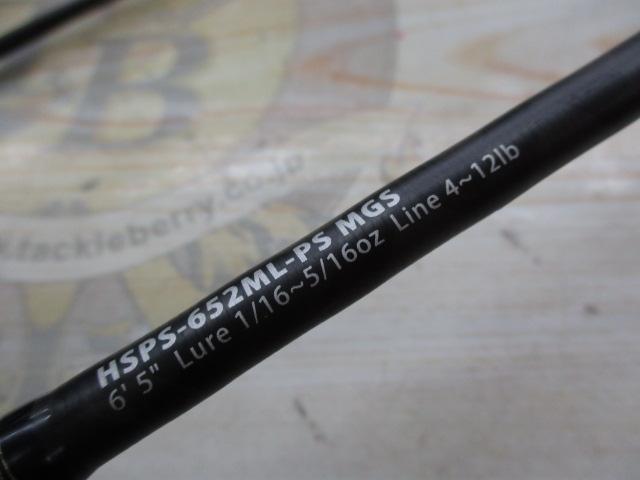 B
.tackleberry.co.jp
HSPS-652ML-PS MGS
6' 5" Lure 1/16~5/16oz Line 4~12lb